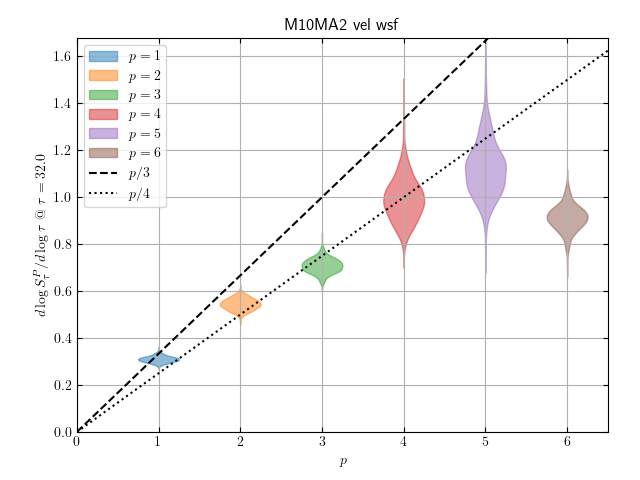 M10MA2 vel wsf
d log S_τ^P / d log τ @ τ = 32.0
1.6
1.4
1.2
1.0
0.8
0.6
0.4
0.2
0.0
p = 1
p = 2
p = 3
p = 4
p = 5
p = 6
p/3
p/4
0 1 2 3 4 5 6
p